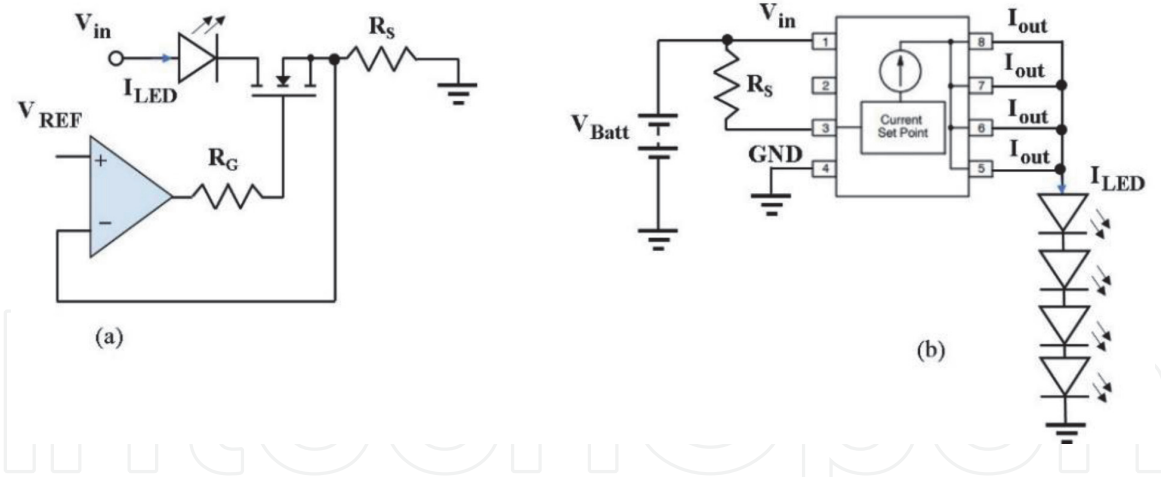 V in
I LED
R S
V REF
+
R G
−
(a)
V in
V Batt
R S
GND
1
2
3
4
Current
Set Point
8
7
6
5
I out
I out
I out
I out
I LED
(b)